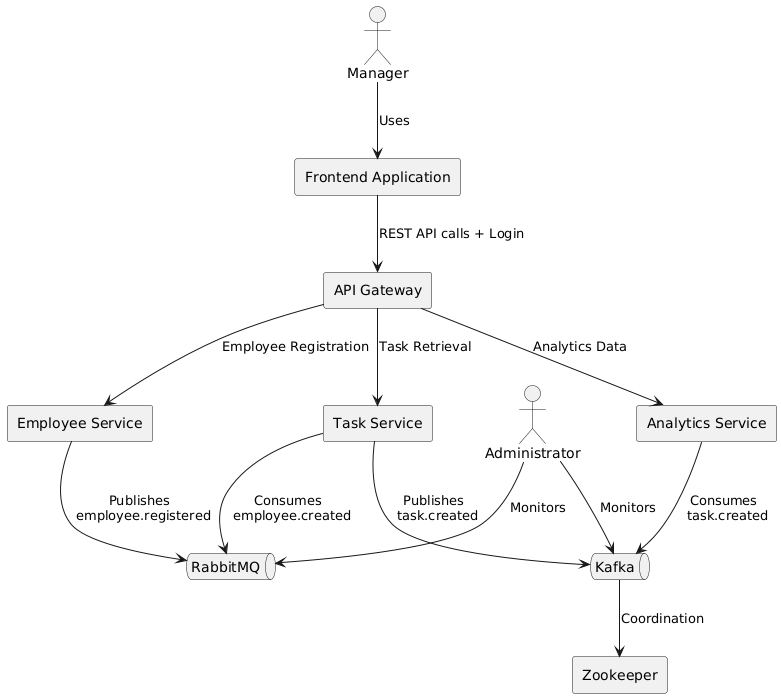 Manager
Uses
Frontend Application
REST API calls + Login
API Gateway
Employee Registration
Task Retrieval
Analytics Data
Employee Service
Task Service
Administrator
Analytics Service
Publishes
employee.registered
Consumes
employee.created
Publishes
task.created
Monitors
Monitors
Consumes
task.created
RabbitMQ
Kafka
Coordination
Zookeeper